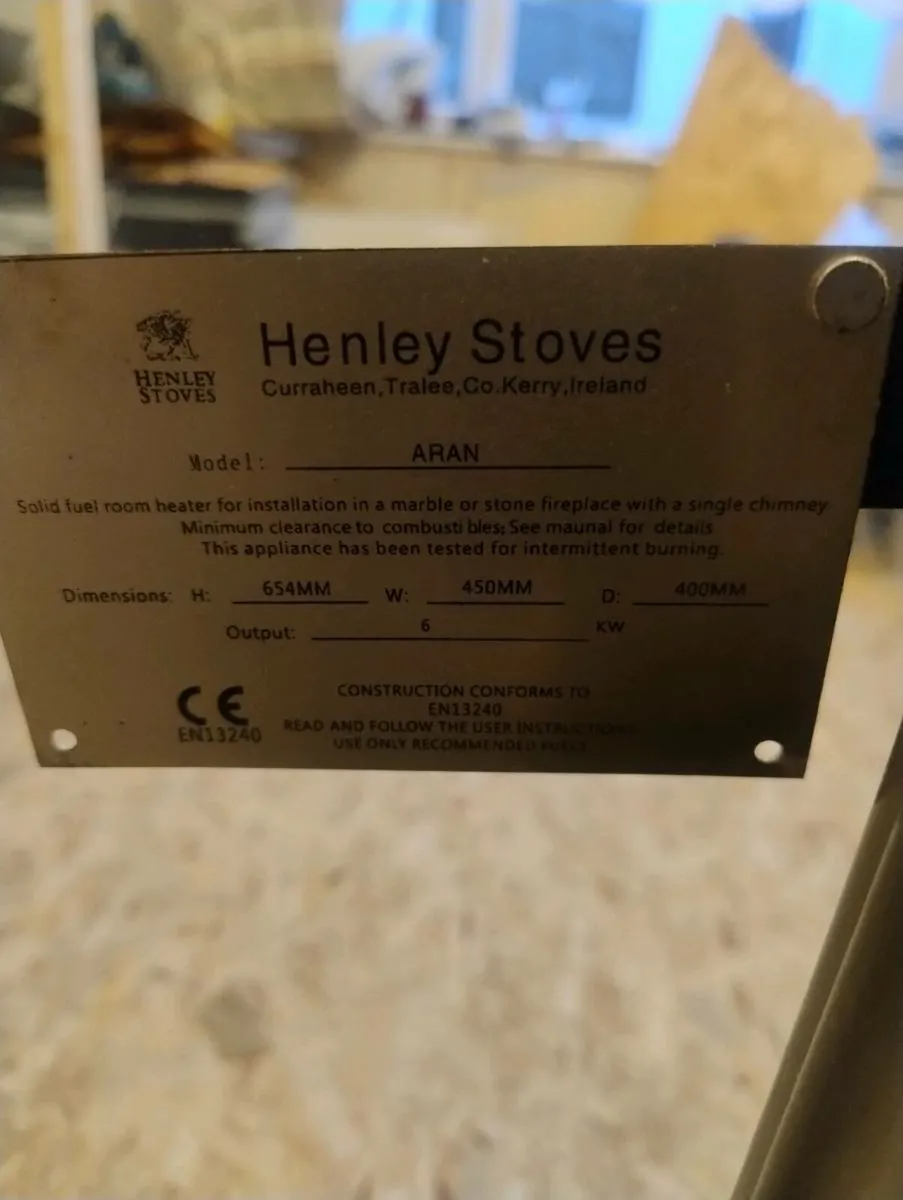 HENLEY
STOVES
Henley Stoves
Curraheen,Tralee,Co.Kerry,Ireland
Model: ARAN
Solid fuel room heater for installation in a marble or stone fireplace with a single chimney
Minimum clearance to combusti bles; See maunal for details
This appliance has been tested for intermittent burning.
Dimensions: H: 654MM W: 450MM D: 400MM
Output: 6 KW
CE
EN13240
CONSTRUCTION CONFORMS TO
EN13240
READ AND FOLLOW THE USER INSTRUCTIONS
USE ONLY RECOMMENDED FUELS